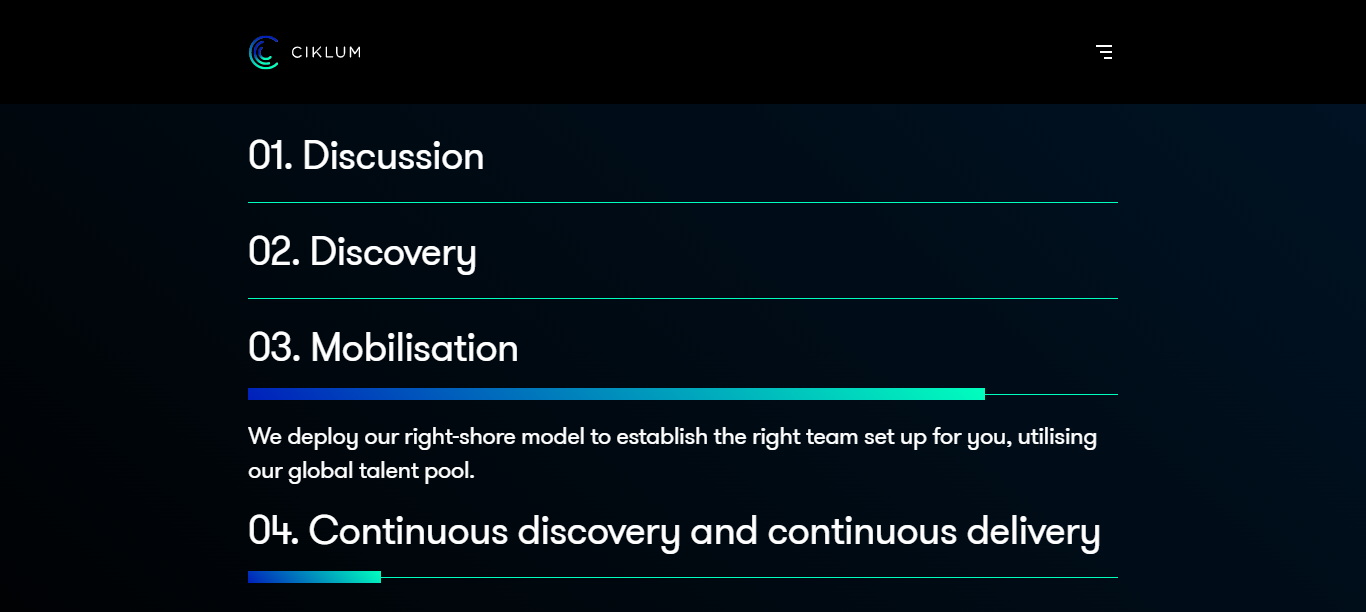 CIKLUM
01. Discussion
02. Discovery
03. Mobilisation
We deploy our right-shore model to establish the right team set up for you, utilising
our global talent pool.
04. Continuous discovery and continuous delivery